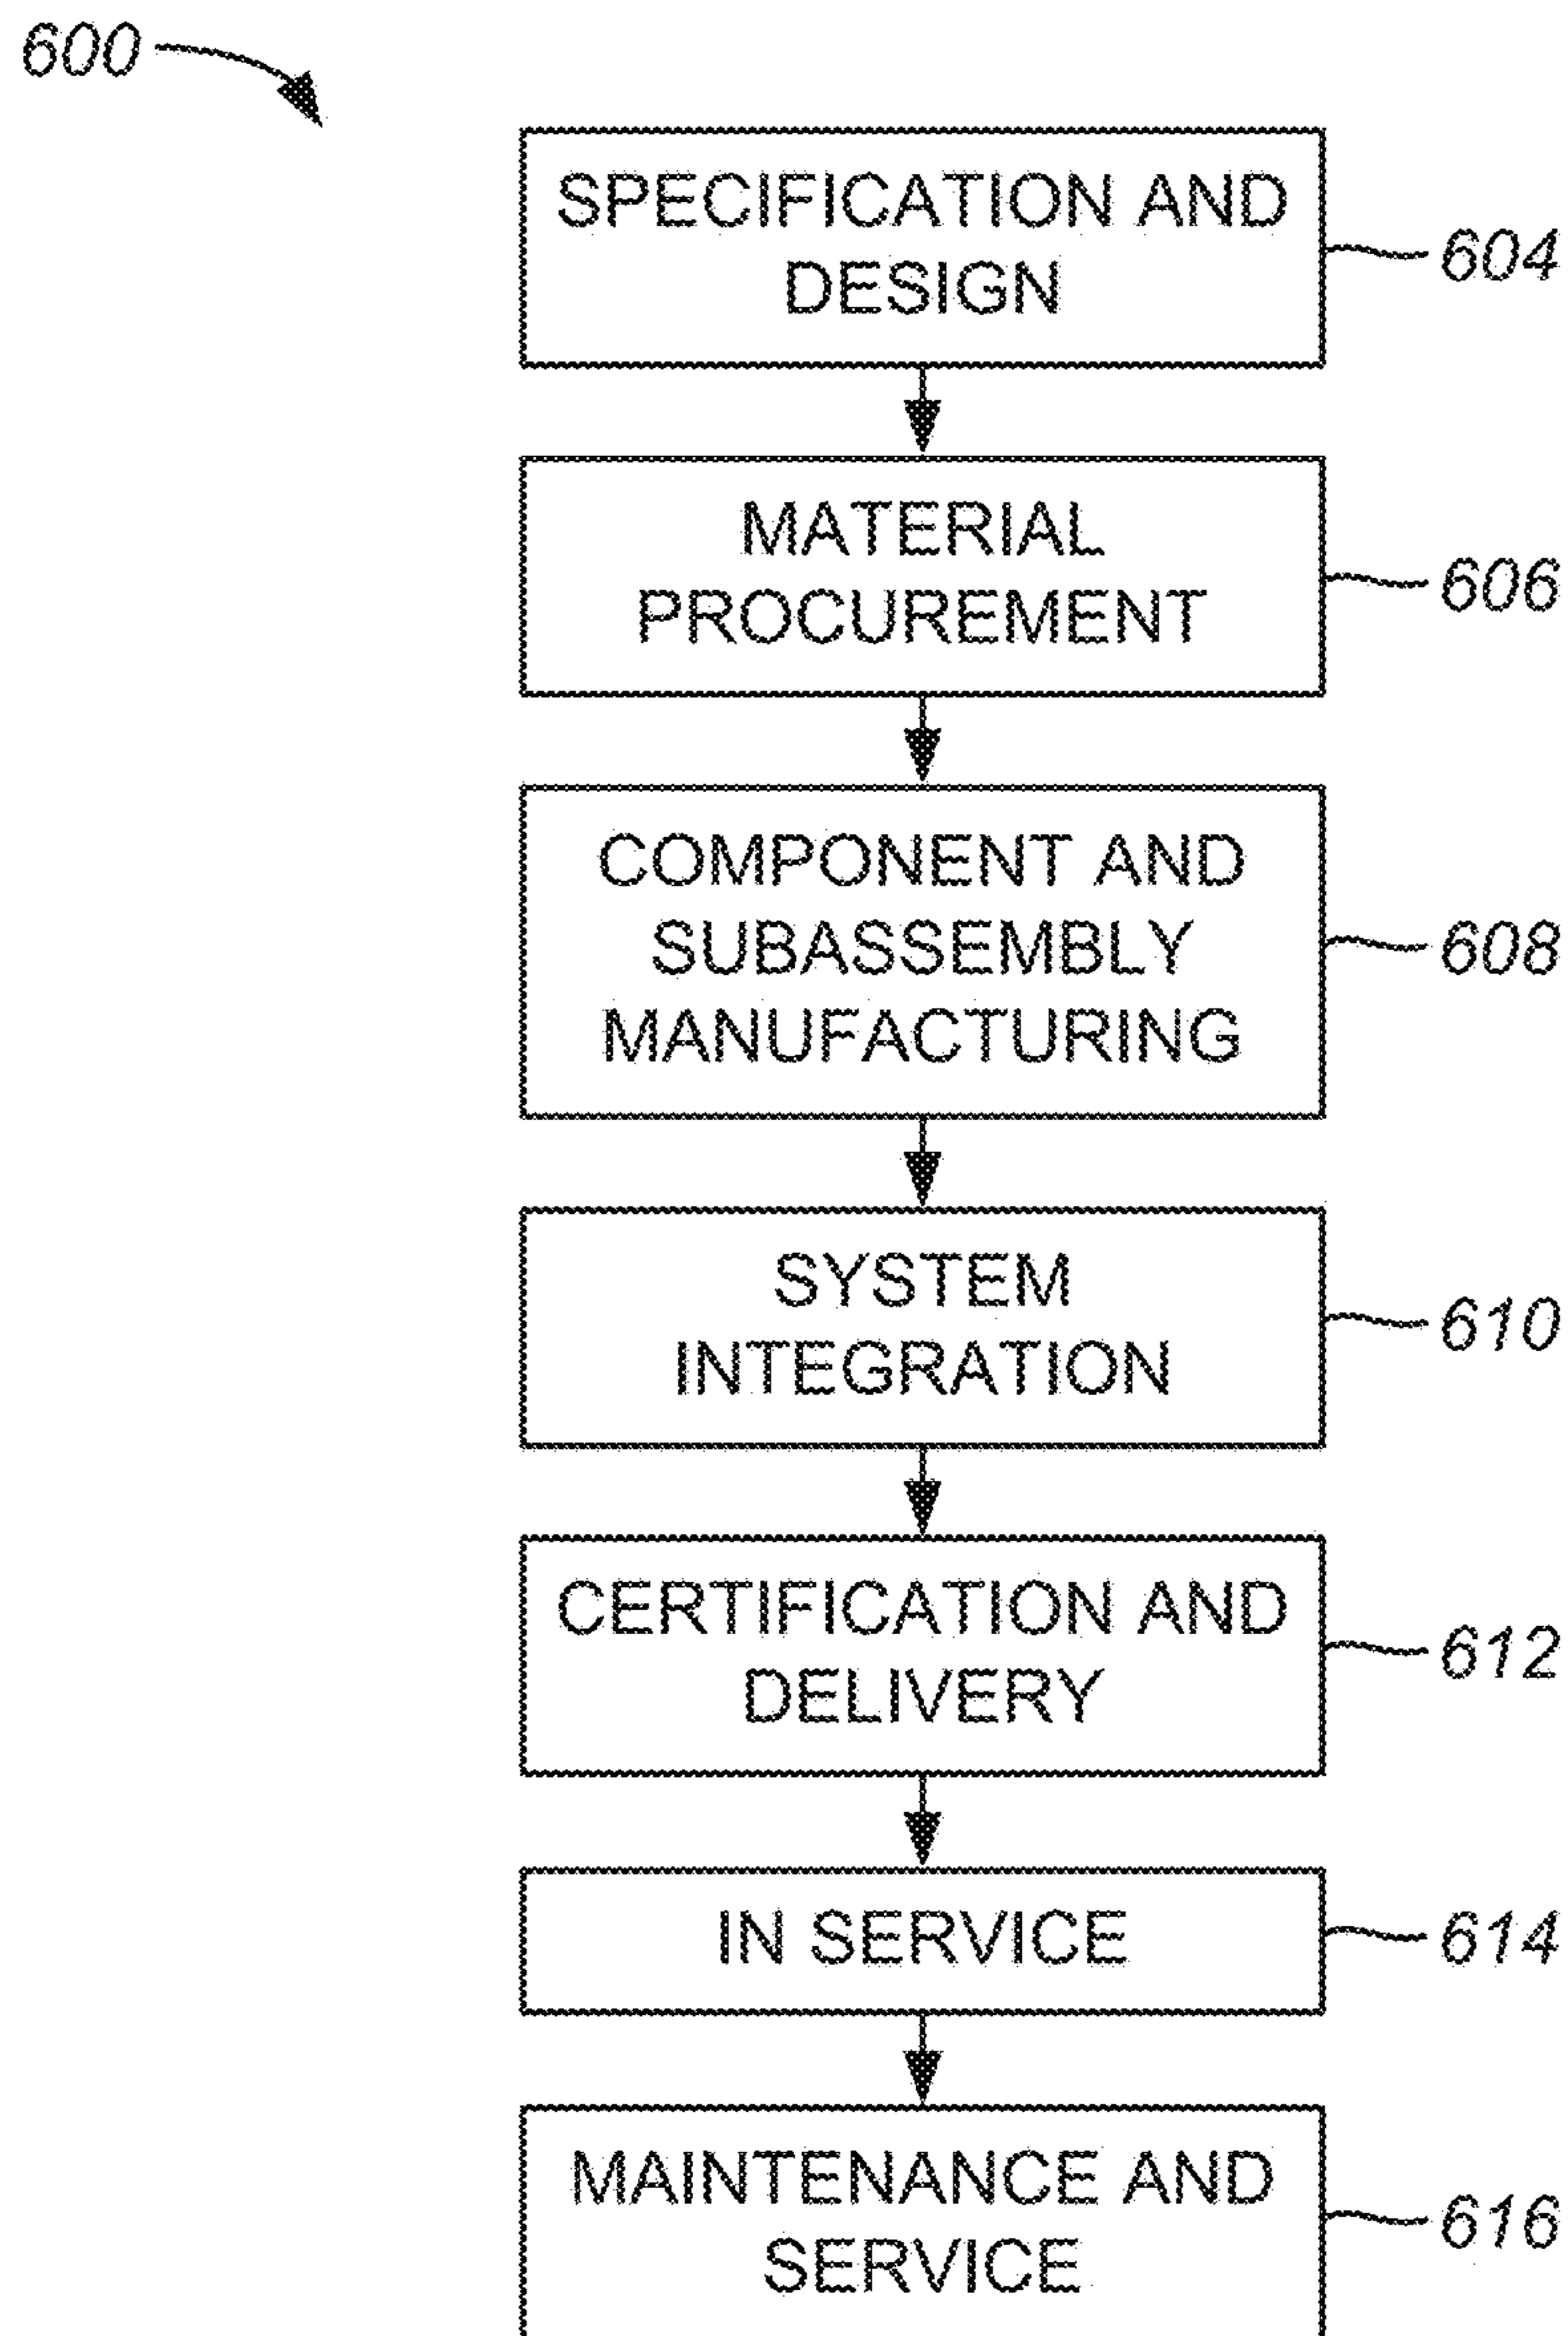 600
SPECIFICATION AND
DESIGN
604
MATERIAL
PROCUREMENT
606
COMPONENT AND
SUBASSEMBLY
MANUFACTURING
608
SYSTEM
INTEGRATION
610
CERTIFICATION AND
DELIVERY
612
IN SERVICE
614
MAINTENANCE AND
SERVICE
616